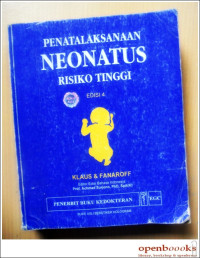 PENATALAKSANAAN
NEONATUS
RISIKO TINGGI
EDISI 4
KLAUS & FANAROFF
PENERBIT BUKU KEDOKTERAN
EGC
openbooks